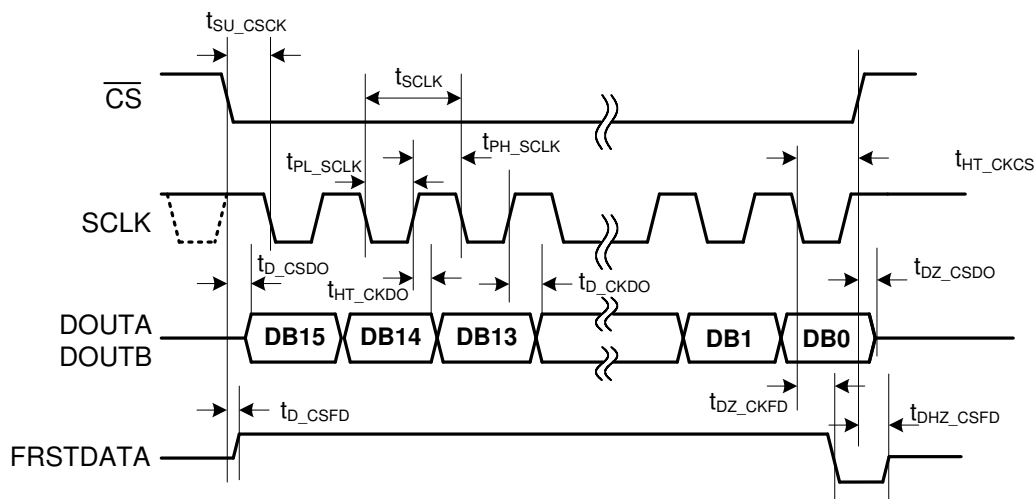 tSU_CSCK
CS
tSCLK
tPH_SCLK
tPL_SCLK
tHT_CKCS
SCLK
tD_CSDO
tHT_CKDO
tD_CKDO
tDZ_CSDO
DOUTA
DOUTB
DB15
DB14
DB13
DB1
DB0
tD_CSFD
tDZ_CKFD
tDHZ_CSFD
FRSTDATA